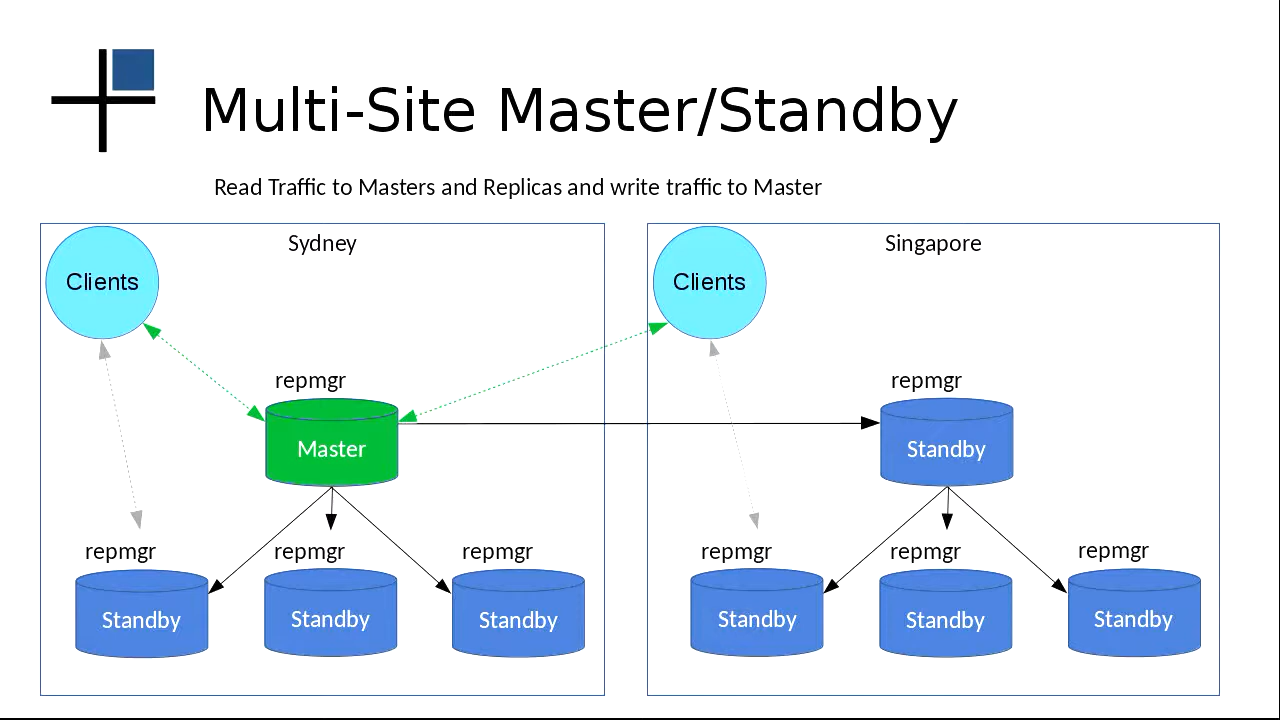 Multi-Site Master/Standby
Read Traffic to Masters and Replicas and write traffic to Master
Sydney
Clients
repmgr
Master
repmgr
Standby
repmgr
Standby
repmgr
Standby
Singapore
Clients
repmgr
Standby
repmgr
Standby
repmgr
Standby
repmgr
Standby